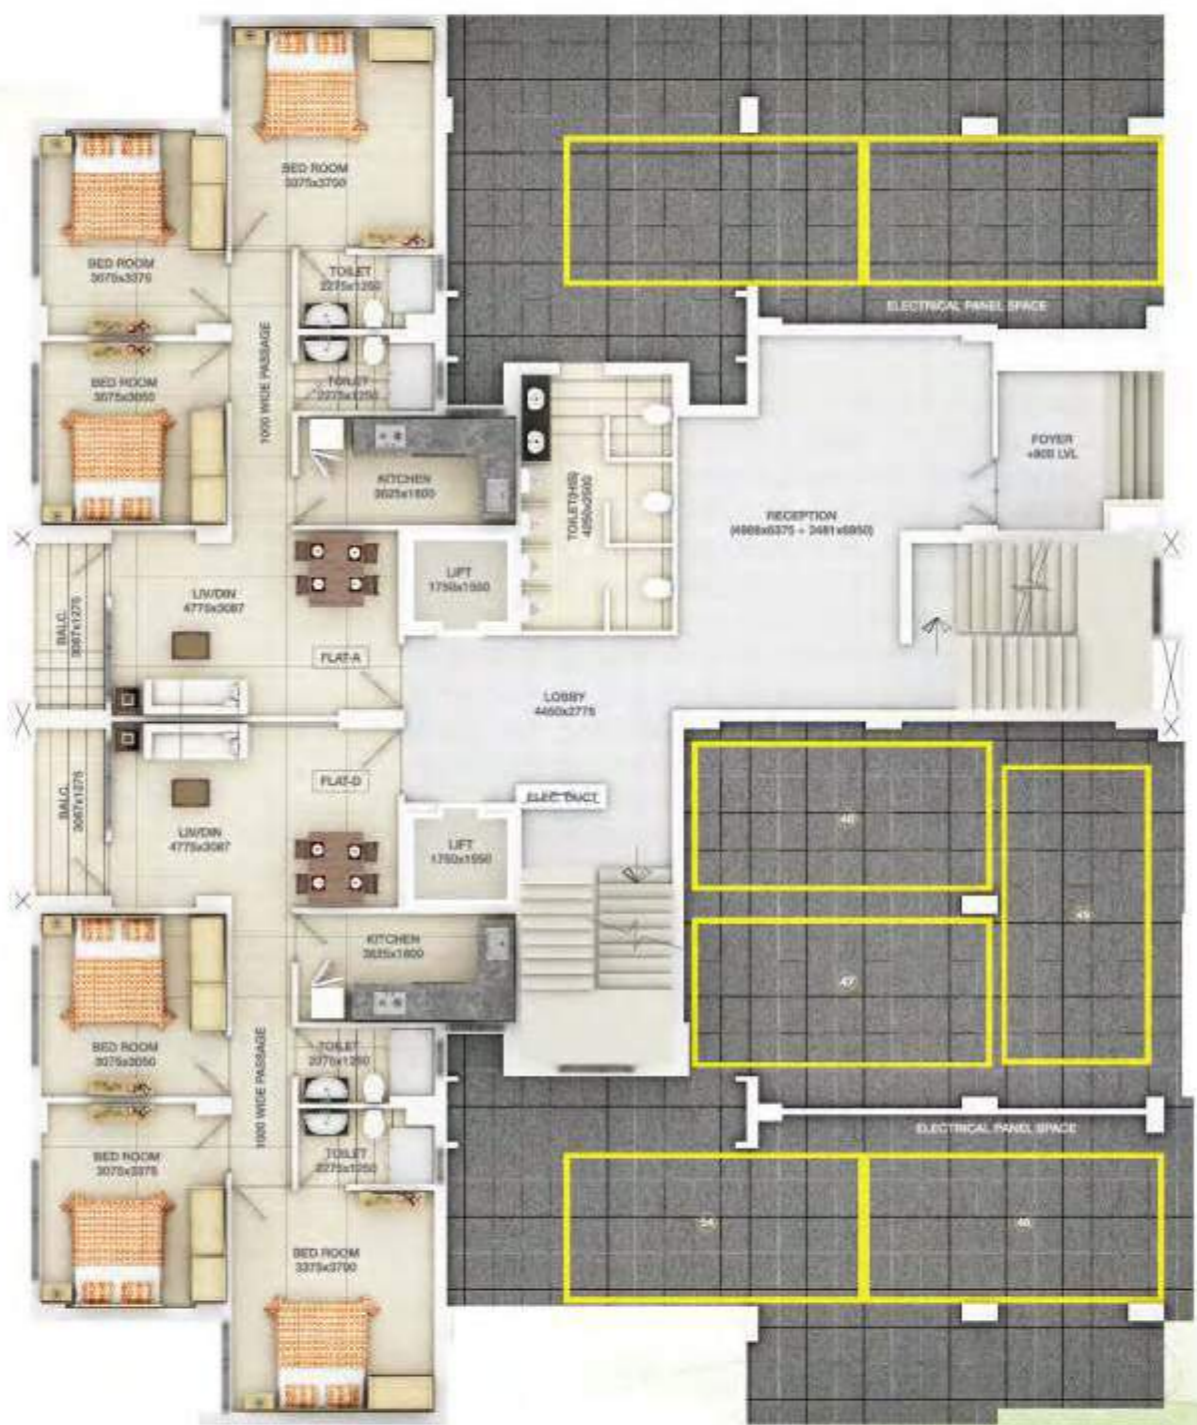 BED ROOM
3375x3700
BED ROOM
3075x3375
TOILET
2275x1250
ELECTRICAL PANEL SPACE
1000 WIDE PASSAGE
BED ROOM
3075x3050
TOILET
2275x1250
KITCHEN
3625x1800
TOILET(HS)
FOYER
LVL
RECEPTION
LIFT
1750x1550
LIV/DIN
4775x3087
BALC.
3087x1275
FLAT-A
LOBBY
FLAT-D
BALC.
3087x1275
LIV/DIN
4775x3087
ELEC. DUCT
LIFT
1750x1550
KITCHEN
3625x1800
47
BED ROOM
3075x3050
1000 WIDE PASSAGE
TOILET
2275x1250
ELECTRICAL PANEL SPACE
BED ROOM
3075x3375
TOILET
2275x1250
BED ROOM
3375x3700